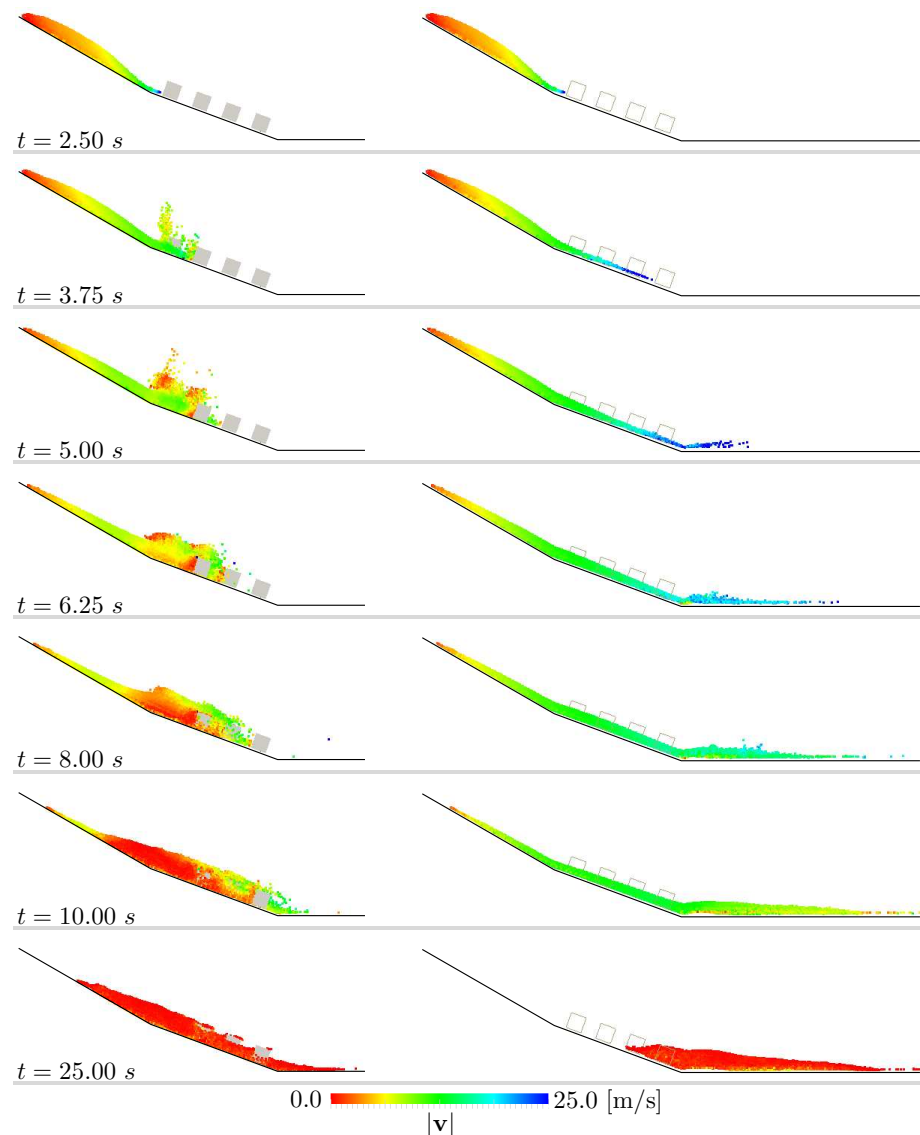 t = 2.50 s
t = 3.75 s
t = 5.00 s
t = 6.25 s
t = 8.00 s
t = 10.00 s
t = 25.00 s
0.0 25.0 [m/s]
|v|